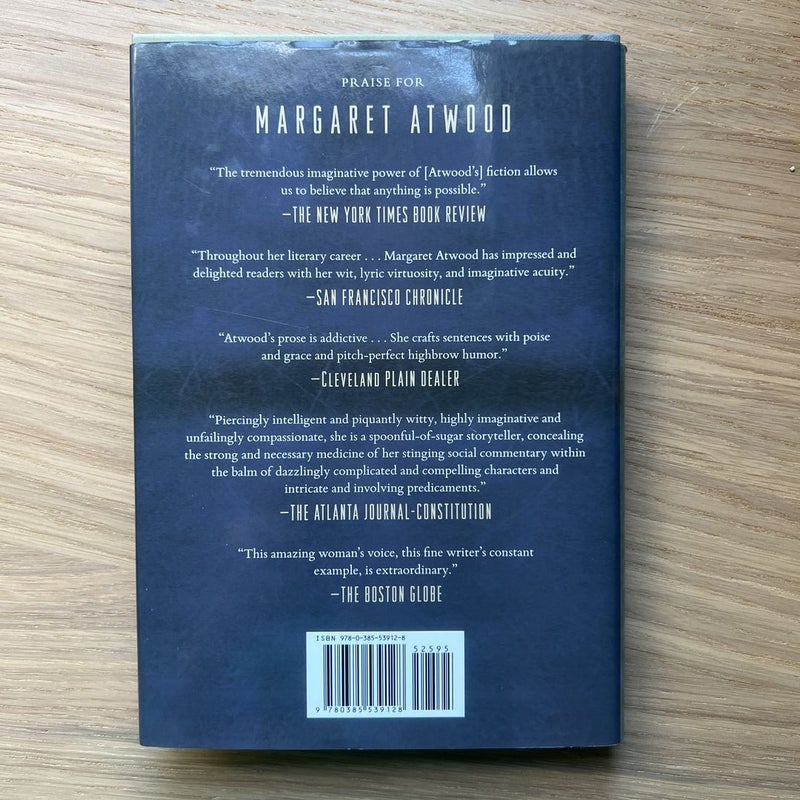 PRAISE FOR
MARGARET ATWOOD
“The tremendous imaginative power of [Atwood’s] fiction allows
us to believe that anything is possible.”
—THE NEW YORK TIMES BOOK REVIEW
“Throughout her literary career . . . Margaret Atwood has impressed and
delighted readers with her wit, lyric virtuosity, and imaginative acuity.”
—SAN FRANCISCO CHRONICLE
“Atwood’s prose is addictive . . . She crafts sentences with poise
and grace and pitch-perfect highbrow humor.”
—Cleveland PLAIN DEALER
“Piercingly intelligent and piquantly witty, highly imaginative and
unfailingly compassionate, she is a spoonful-of-sugar storyteller, concealing
the strong and necessary medicine of her stinging social commentary within
the balm of dazzlingly complicated and compelling characters and
intricate and involving predicaments.”
—THE ATLANTA JOURNAL-CONSTITUTION
“This amazing woman’s voice, this fine writer’s constant
example, is extraordinary.”
—THE BOSTON GLOBE
ISBN 978-0-385-53912-8
52595
9 780385 539128